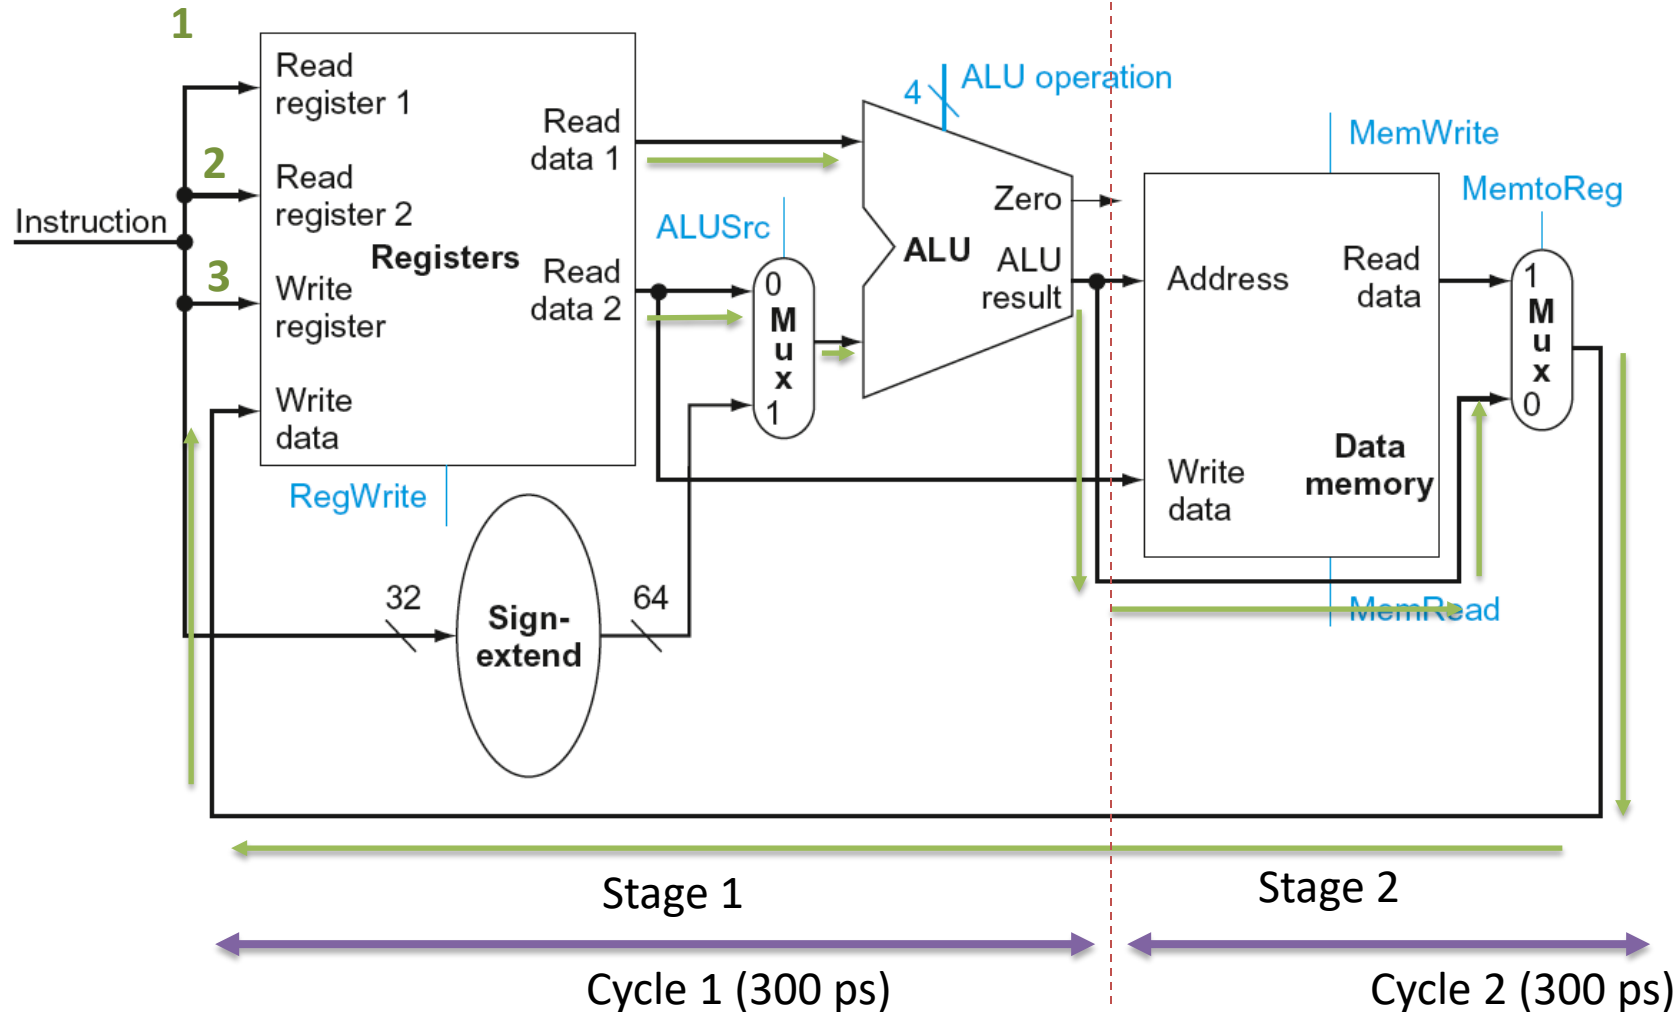 1
Read
register 1
2
Read
register 2
Instruction
3
Registers
Write
register
Write
data
Read
data 1
Read
data 2
RegWrite
32
Sign-
extend
64
ALUSrc
0
M
u
x
1
4
ALU operation
Zero
ALU
ALU
result
MemWrite
MemtoReg
Address
Read
data
Write
data
Data
memory
MemRead
1
M
u
x
0
Stage 1
Stage 2
Cycle 1 (300 ps)
Cycle 2 (300 ps)